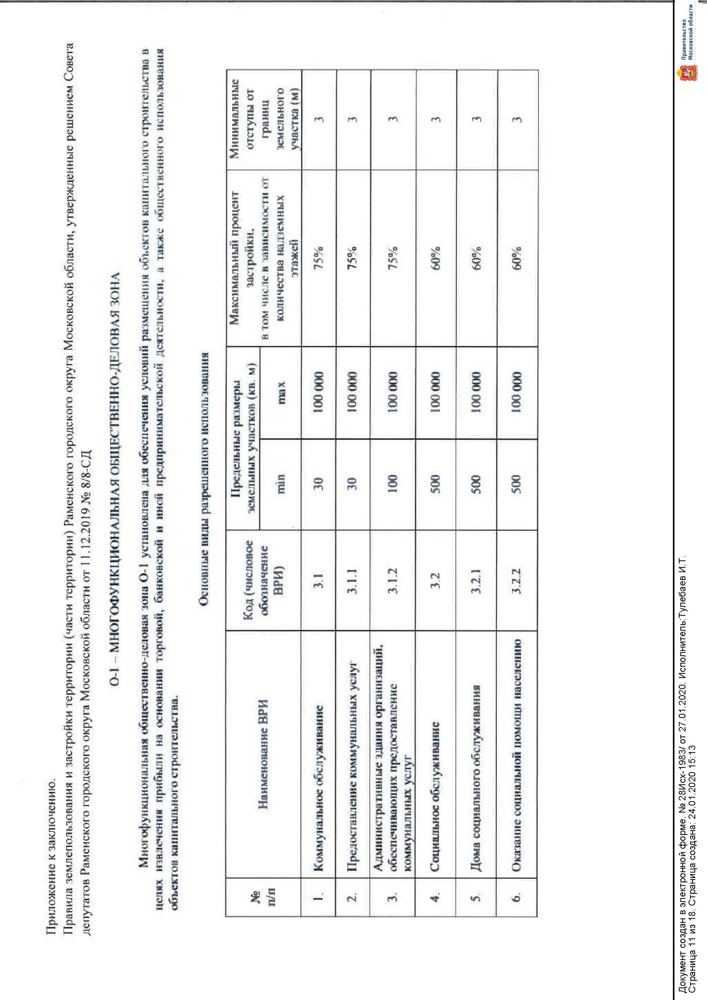 Приложение к заключению.
Правила землепользования и застройки территории (части территории) Раменского городского округа Московской области, утвержденные решением Совета
депутатов Раменского городского округа Московской области от 11.12.2019 № 8/8-СД
О-1 – МНОГОФУНКЦИОНАЛЬНАЯ ОБЩЕСТВЕННО-ДЕЛОВАЯ ЗОНА
Многофункциональная общественно-деловая зона О-1 установлена для обеспечения условий размещения объектов капитального строительства в
целях извлечения прибыли на основании торговой, банковской и иной предпринимательской деятельности, а также общественного использования
объектов капитального строительства.
Основные виды разрешенного использования
№
п/п
Наименование ВРИ
Код (числовое
обозначение
ВРИ)
Предельные размеры
земельных участков (кв. м)
min
max
Максимальный процент
застройки,
в том числе в зависимости от
количества надземных
этажей
Минимальные
отступы от
границ
земельного
участка (м)
1. Коммунальное обслуживание 3.1 30 100 000 75% 3
2. Предоставление коммунальных услуг 3.1.1 30 100 000 75% 3
3. Административные здания организаций,
обеспечивающих предоставление
коммунальных услуг 3.1.2 100 100 000 75% 3
4. Социальное обслуживание 3.2 500 100 000 60% 3
5. Дома социального обслуживания 3.2.1 500 100 000 60% 3
6. Оказание социальной помощи населению 3.2.2 500 100 000 60% 3
Документ создан в электронной форме. № 28Исх-1983/ от 27.01.2020. Исполнитель:Тулебаев И.Т.
Страница 11 из 18. Страница создана: 24.01.2020 15:13
Правительство
Московской области